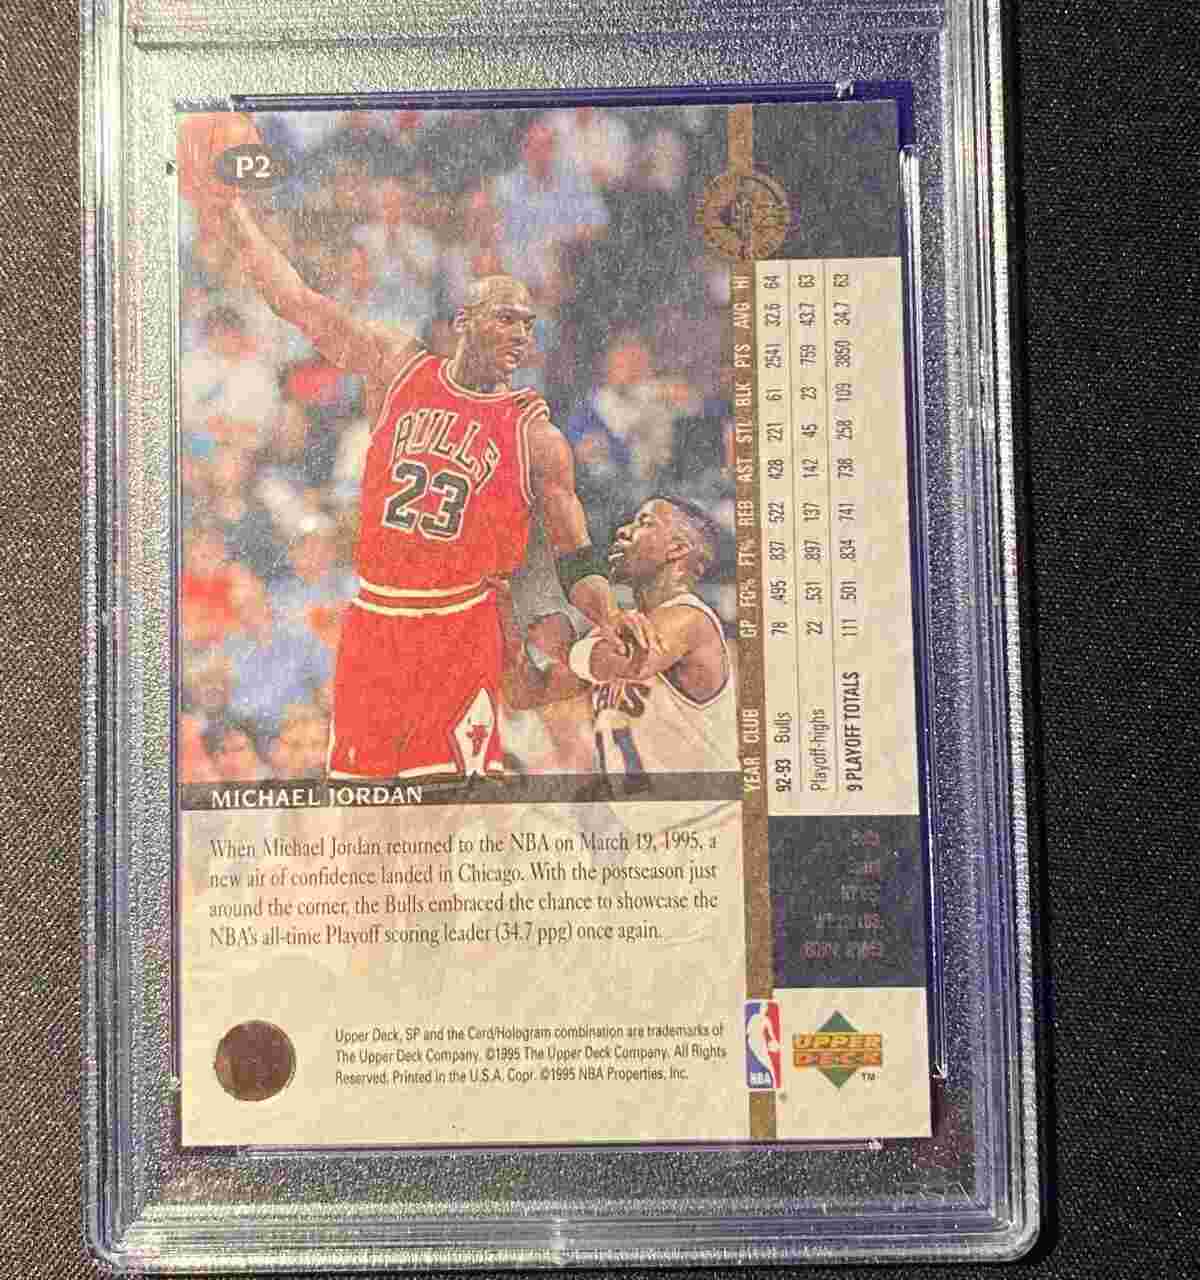 P2
BULLS
23
MICHAEL JORDAN
When Michael Jordan returned to the NBA on March 19, 1995, a
new air of confidence landed in Chicago. With the postseason just
around the corner, the Bulls embraced the chance to showcase the
NBA's all-time Playoff scoring leader (34.7 ppg) once again.
Upper Deck, SP and the Card/Hologram combination are trademarks of
The Upper Deck Company. ©1995 The Upper Deck Company. All Rights
Reserved. Printed in the U.S.A. Copr. ©1995 NBA Properties, Inc.
YEAR CLUB GP FG% FT% REB AST STL BLK PTS AVG HI
92-93 Bulls 78 .495 .837 522 428 221 61 2541 32.6 64
Playoff-highs 22 .531 .897 137 142 45 23 759 43.7 63
9 PLAYOFF TOTALS 111 .501 .834 741 738 258 109 3850 34.7 63
NBA
®
UPPER
DECK
™